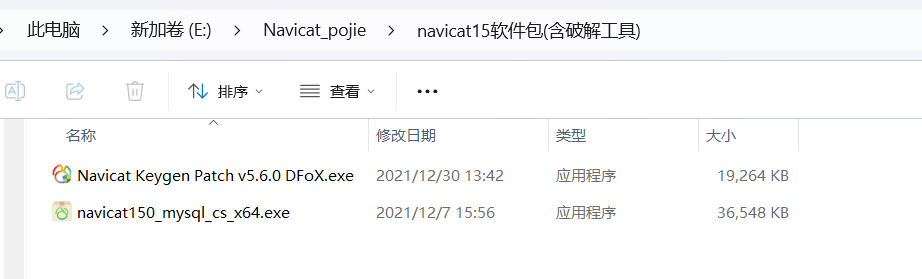 此电脑 > 新加卷 (E:) > Navicat_pojie > navicat15软件包(含破解工具)
排序 查看
名称 修改日期 类型 大小
Navicat Keygen Patch v5.6.0 DFoX.exe 2021/12/30 13:42 应用程序 19,264 KB
navicat150_mysql_cs_x64.exe 2021/12/7 15:56 应用程序 36,548 KB